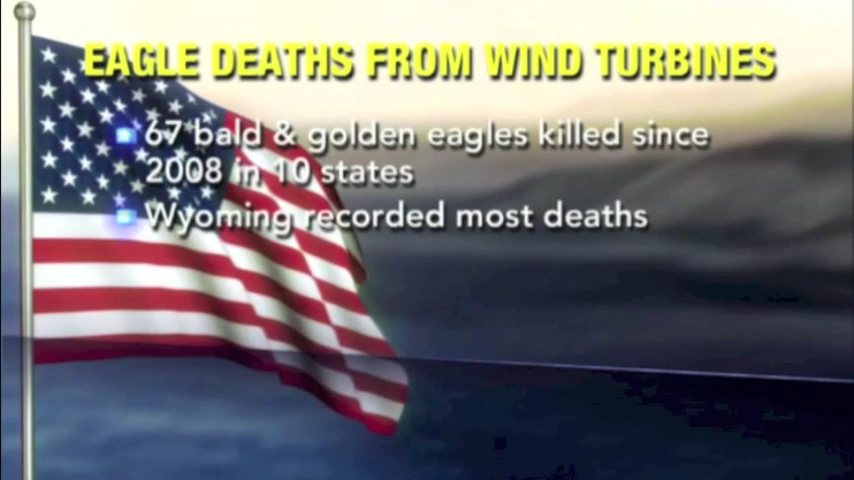 EAGLE DEATHS FROM WIND TURBINES
67 bald & golden eagles killed since
2008 in 10 states
Wyoming recorded most deaths